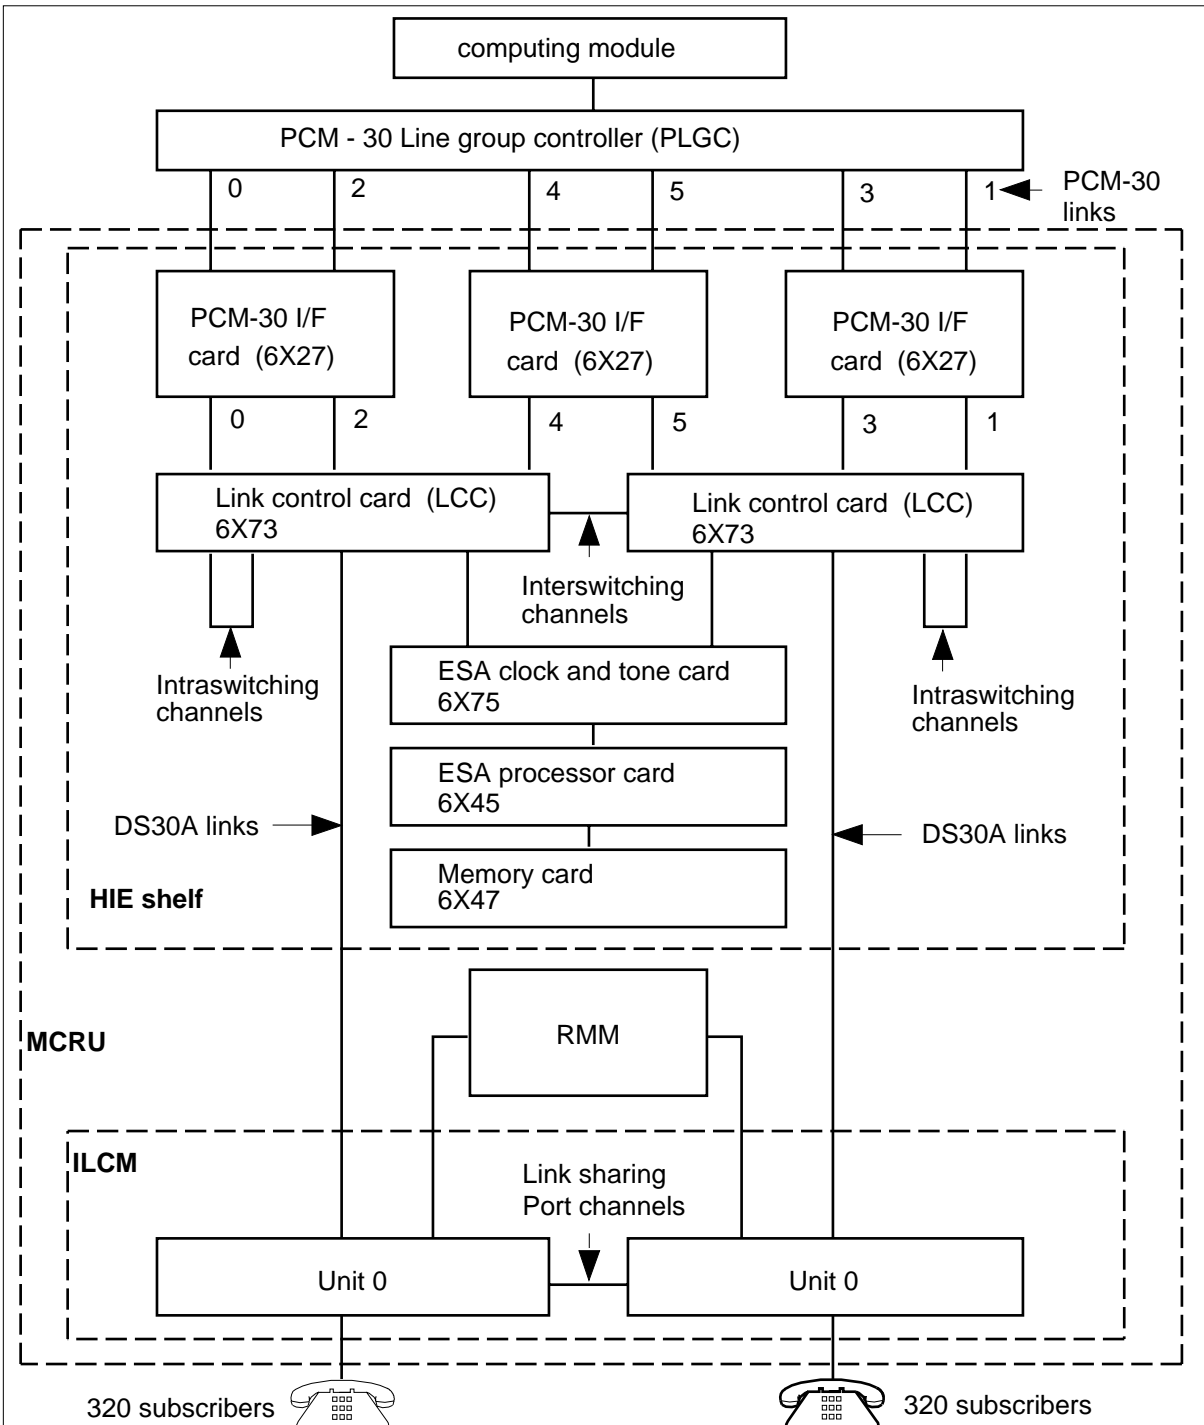 computing module
PCM - 30 Line group controller (PLGC)
0
2
4
5
3
1
PCM-30
links
PCM-30 I/F
card (6X27)
PCM-30 I/F
card (6X27)
PCM-30 I/F
card (6X27)
0
2
4
5
3
1
Link control card (LCC)
6X73
Link control card (LCC)
6X73
Interswitching
channels
Intraswitching
channels
ESA clock and tone card
6X75
Intraswitching
channels
ESA processor card
6X45
DS30A links
DS30A links
Memory card
6X47
HIE shelf
RMM
MCRU
ILCM
Link sharing
Port channels
Unit 0
Unit 0
320 subscribers
320 subscribers